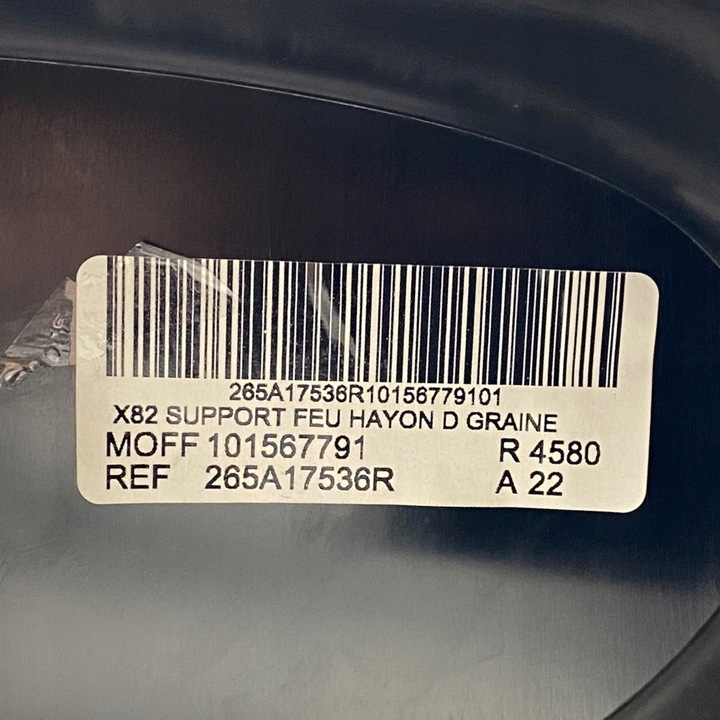 265A17536R10156779101
X82 SUPPORT FEU HAYON D GRAINE
MOFF 101567791 R 4580
REF 265A17536R A 22